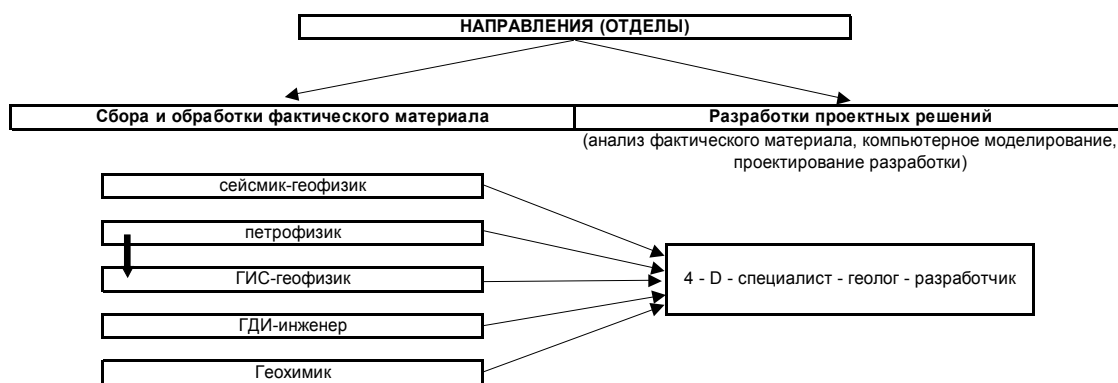 НАПРАВЛЕНИЯ (ОТДЕЛЫ)
Сбора и обработки фактического материала
Разработки проектных решений
(анализ фактического материала, компьютерное моделирование,
проектирование разработки)
сейсмик-геофизик
петрофизик
ГИС-геофизик
ГДИ-инженер
Геохимик
4 - D - специалист - геолог - разработчик